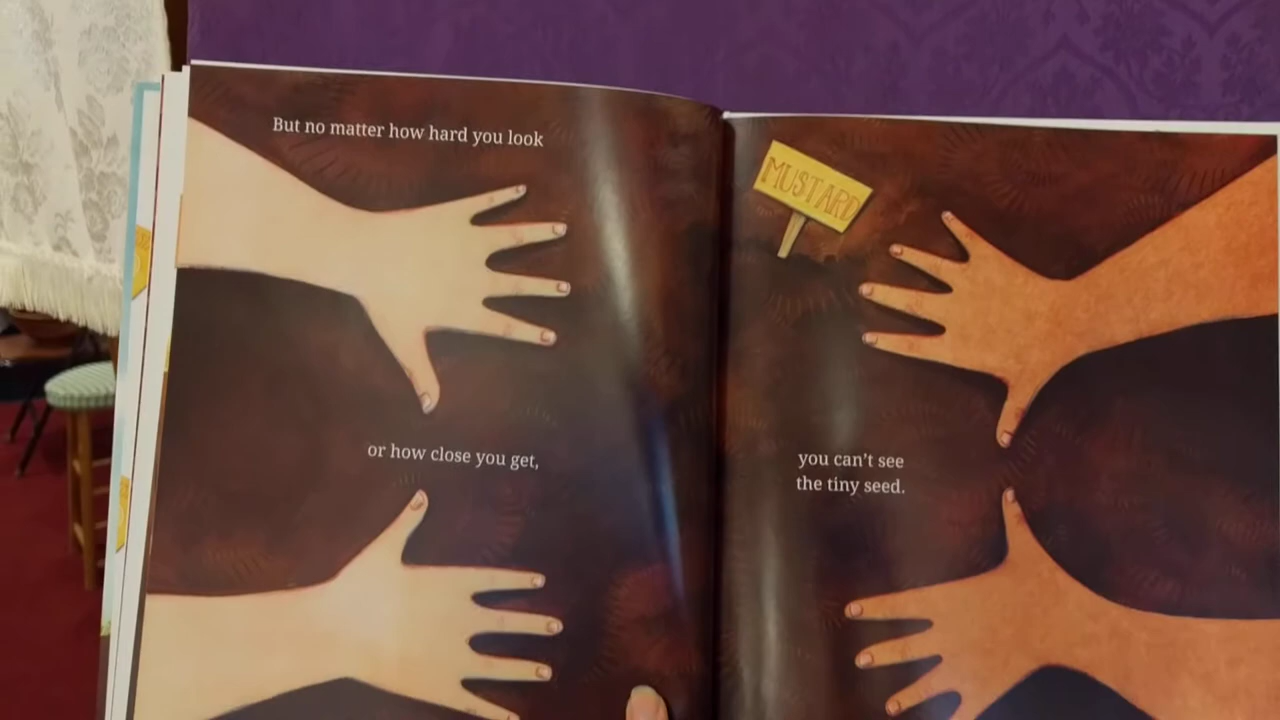 But no matter how hard you look
or how close you get,
MUSTARD
you can't see
the tiny seed.